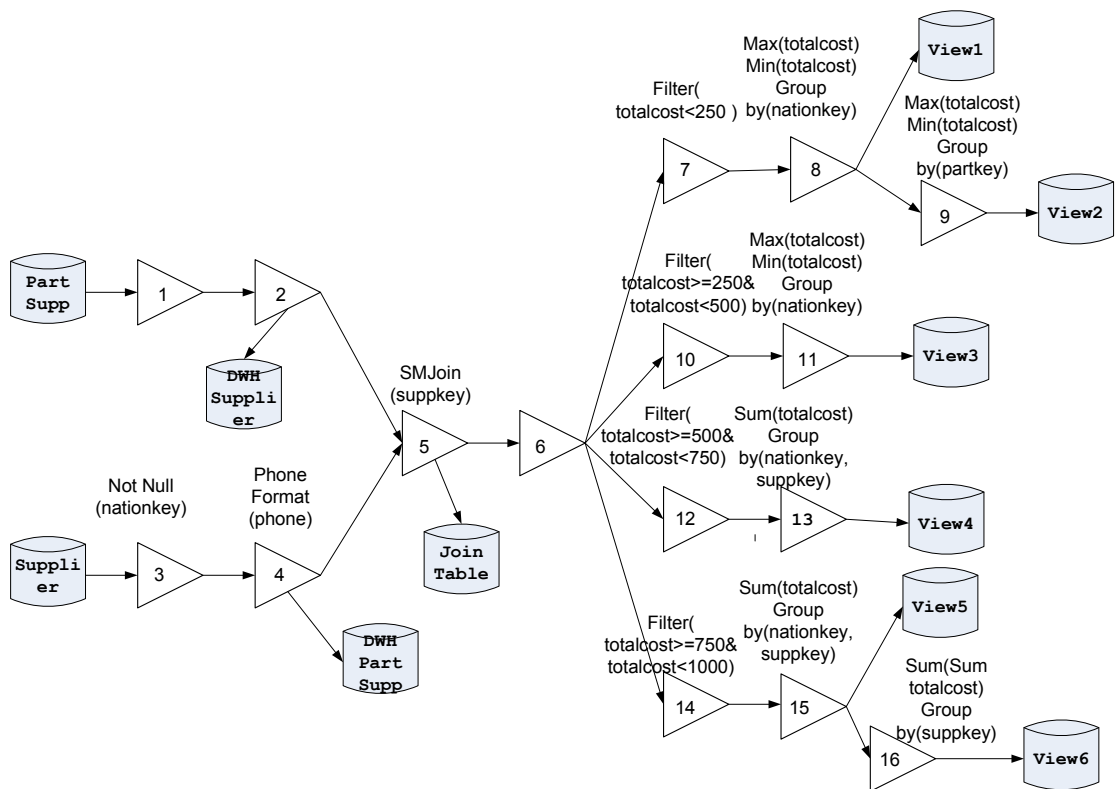 Max(totalcost)
Min(totalcost)
Group
by(nationkey)
View1
Filter(
totalcost<250 )
Max(totalcost)
Min(totalcost)
Group
by(partkey)
7
8
9
View2
Part
Supp
1
2
Filter(
totalcost>=250&
totalcost<500)
Max(totalcost)
Min(totalcost)
Group
by(nationkey)
10
11
View3
DWH
Suppli
er
SMJoin
(suppkey)
5
6
Filter(
totalcost>=500&
totalcost<750)
Sum(totalcost)
Group
by(nationkey,
suppkey)
12
13
View4
Not Null
(nationkey)
Phone
Format
(phone)
Suppli
er
3
4
Join
Table
DWH
Part
Supp
Filter(
totalcost>=750&
totalcost<1000)
Sum(totalcost)
Group
by(nationkey,
suppkey)
View5
14
15
Sum(Sum
totalcost)
Group
by(suppkey)
16
View6